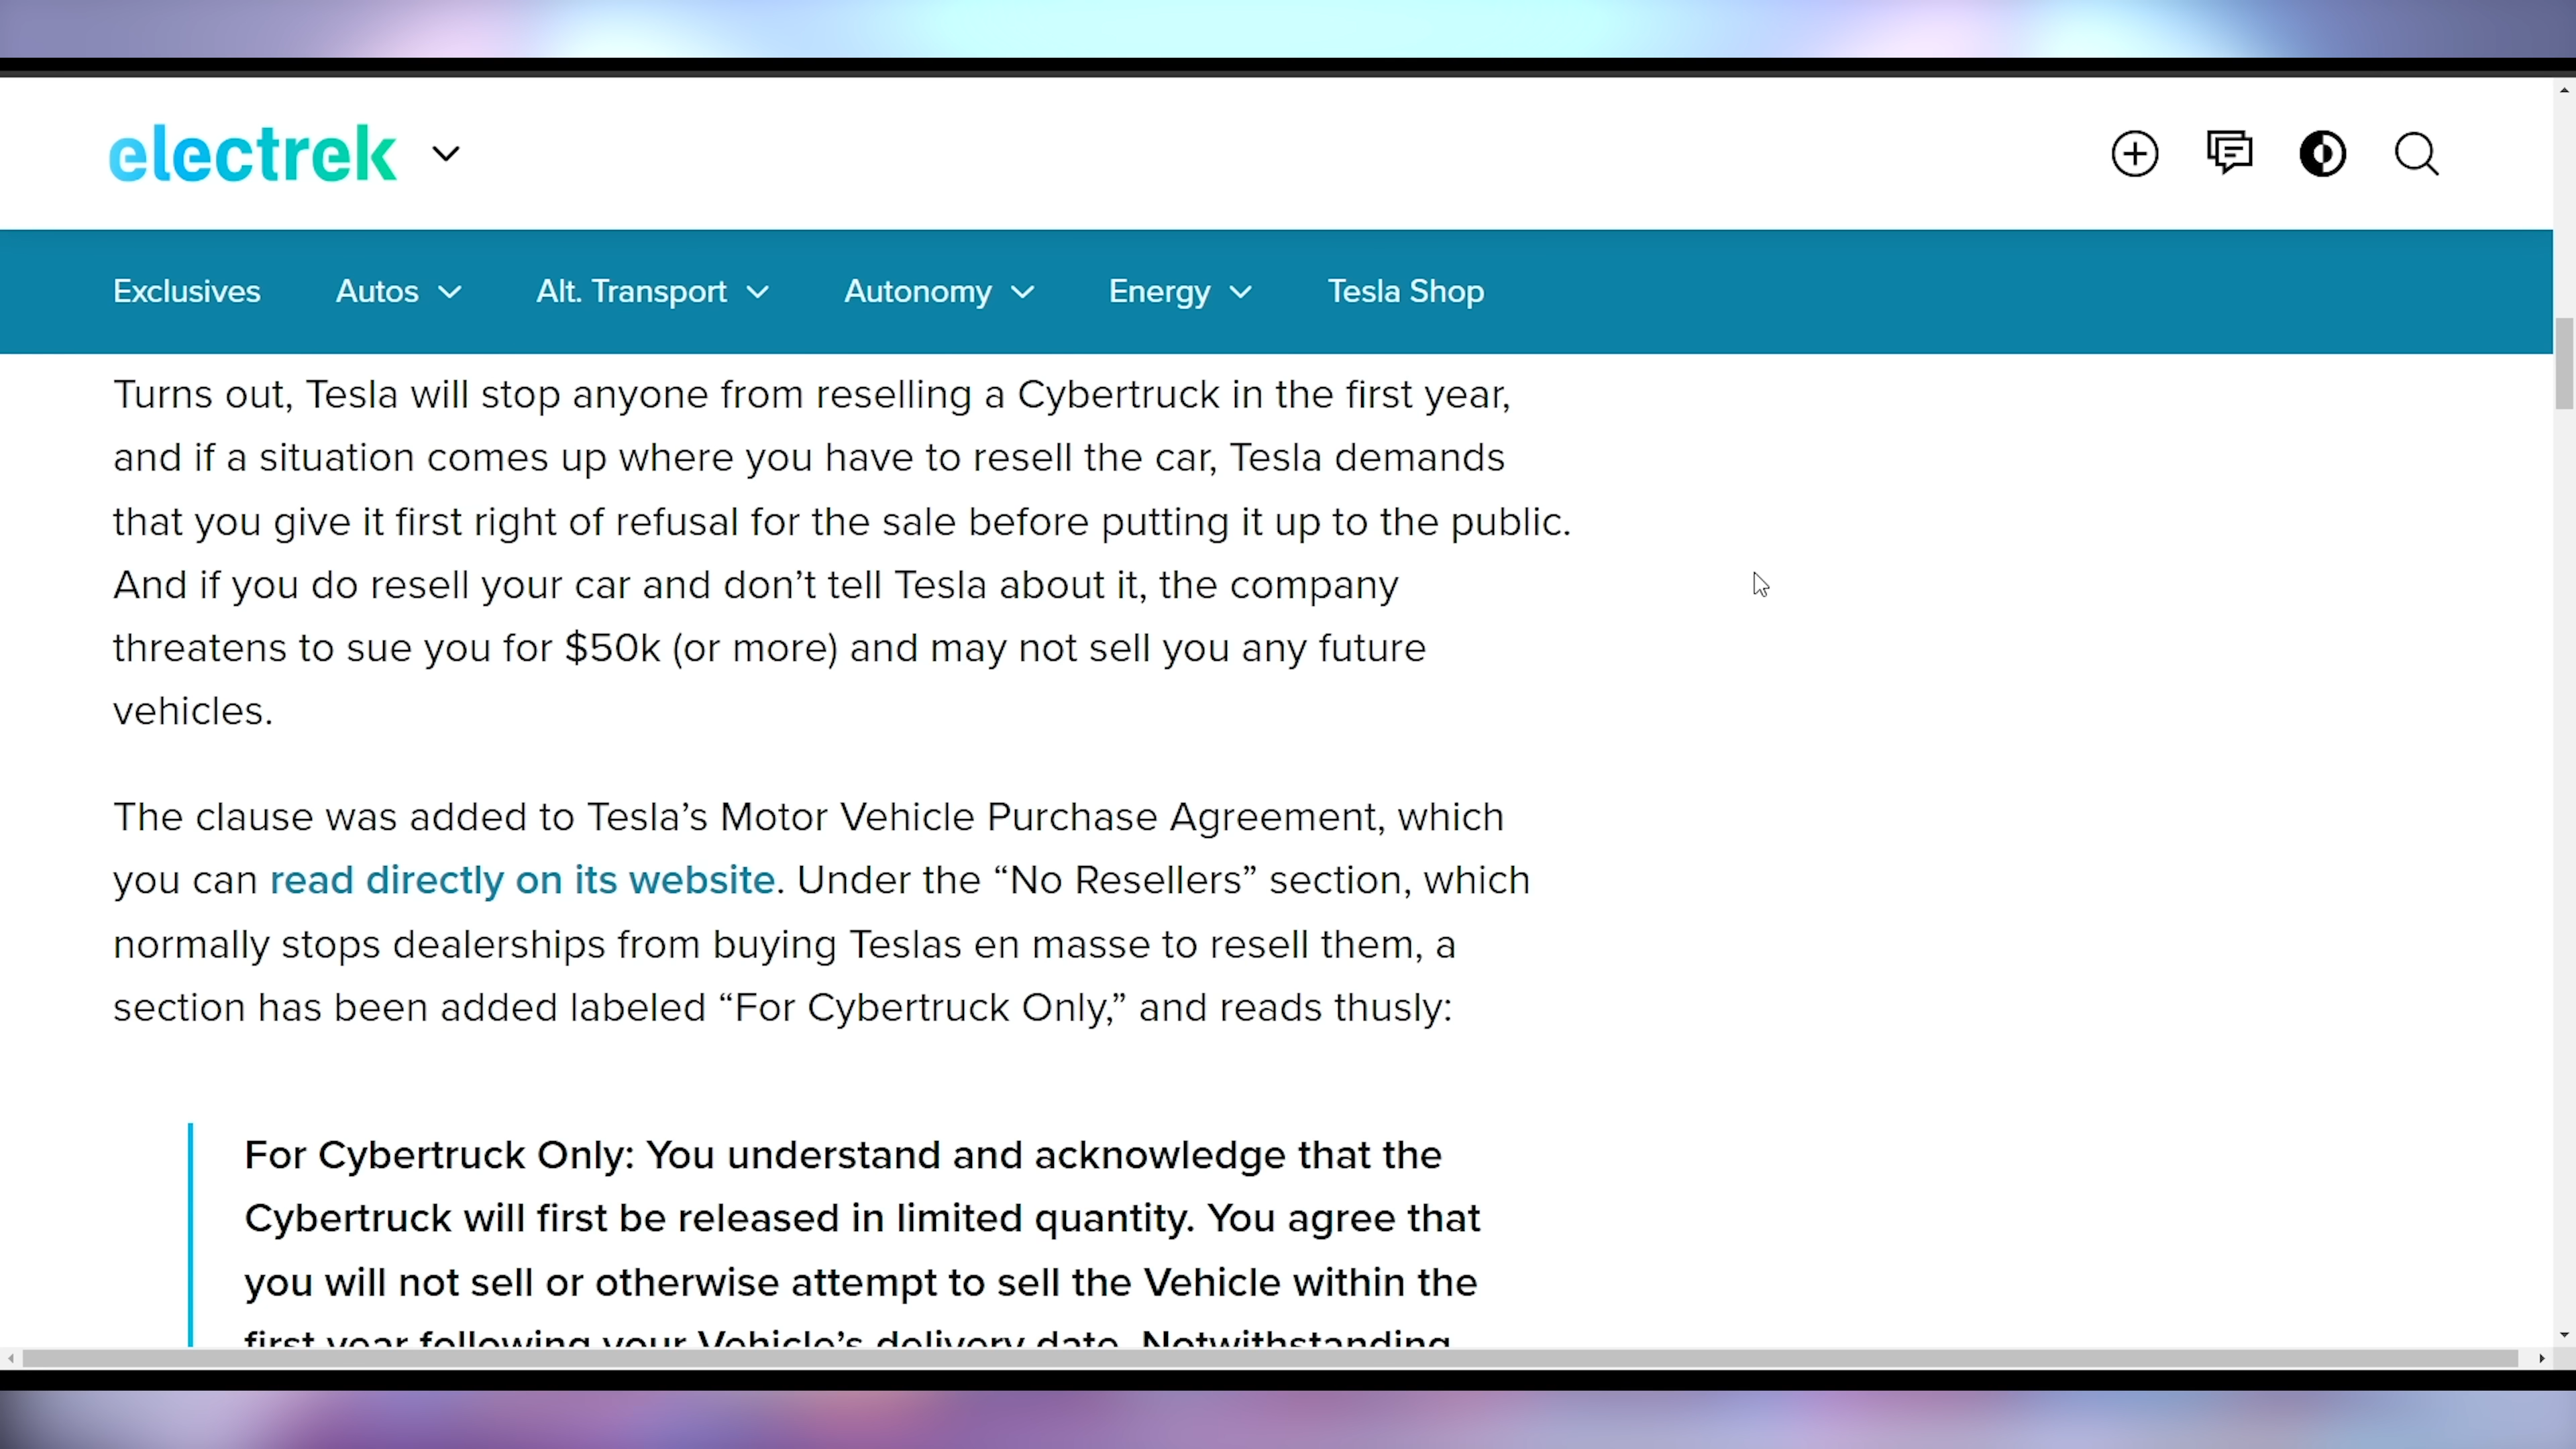 electrek
Exclusives Autos Alt. Transport Autonomy Energy Tesla Shop
Turns out, Tesla will stop anyone from reselling a Cybertruck in the first year,
and if a situation comes up where you have to resell the car, Tesla demands
that you give it first right of refusal for the sale before putting it up to the public.
And if you do resell your car and don’t tell Tesla about it, the company
threatens to sue you for $50k (or more) and may not sell you any future
vehicles.
The clause was added to Tesla’s Motor Vehicle Purchase Agreement, which
you can read directly on its website. Under the “No Resellers” section, which
normally stops dealerships from buying Teslas en masse to resell them, a
section has been added labeled “For Cybertruck Only,” and reads thusly:
For Cybertruck Only: You understand and acknowledge that the
Cybertruck will first be released in limited quantity. You agree that
you will not sell or otherwise attempt to sell the Vehicle within the
first year following your Vehicle’s delivery date. Notwithstanding